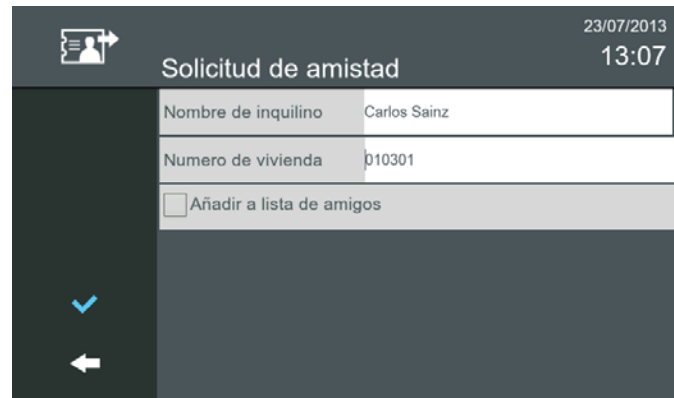 23/07/2013
13:07
Solicitud de amistad
Nombre de inquilino Carlos Sainz
Numero de vivienda 010301
Añadir a lista de amigos